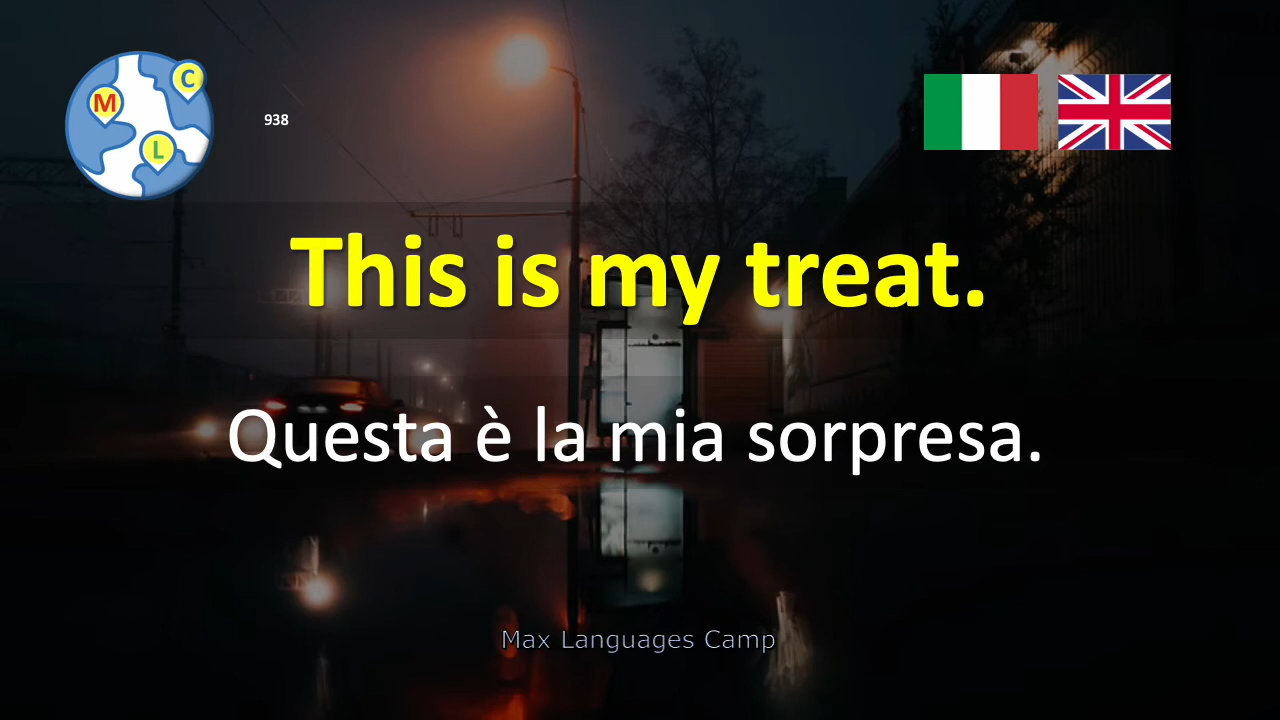 M
C
L
938
This is my treat.
Questa è la mia sorpresa.
Max Languages Camp